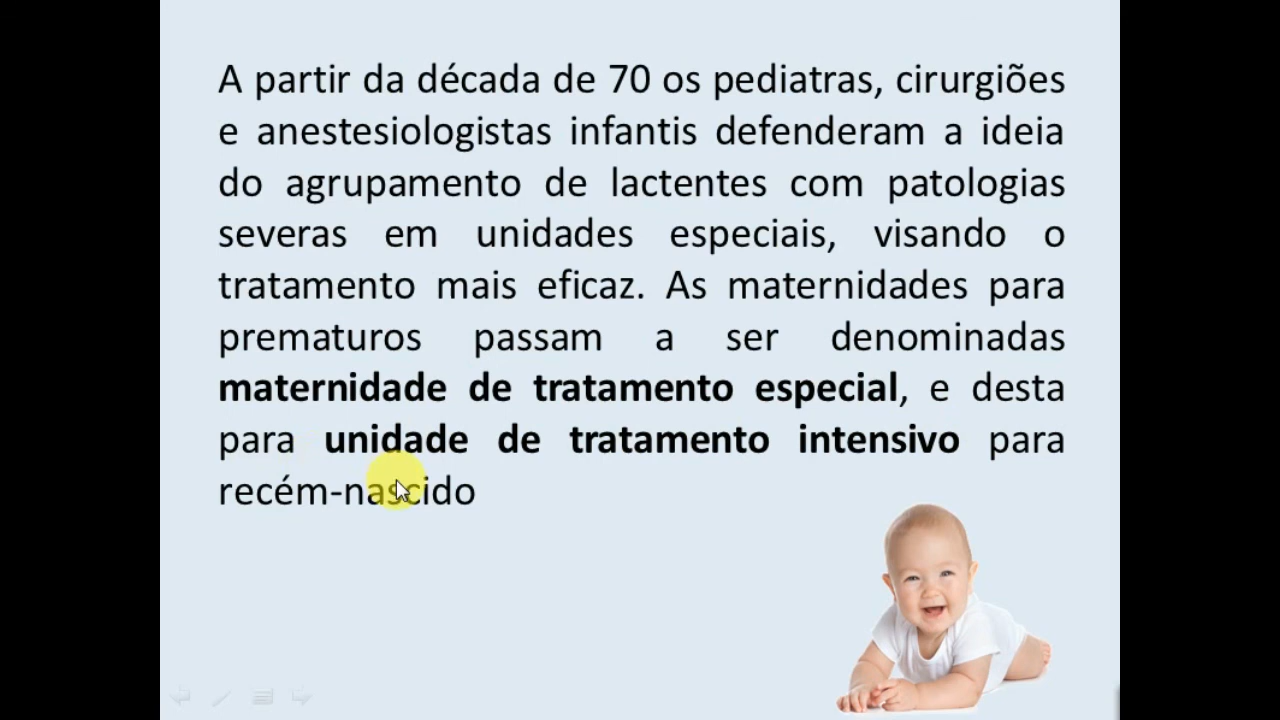 A partir da década de 70 os pediatras, cirurgiões
e anestesiologistas infantis defenderam a ideia
do agrupamento de lactentes com patologias
severas em unidades especiais, visando o
tratamento mais eficaz. As maternidades para
prematuros passam a ser denominadas
maternidade de tratamento especial, e desta
para unidade de tratamento intensivo para
recém-nascido